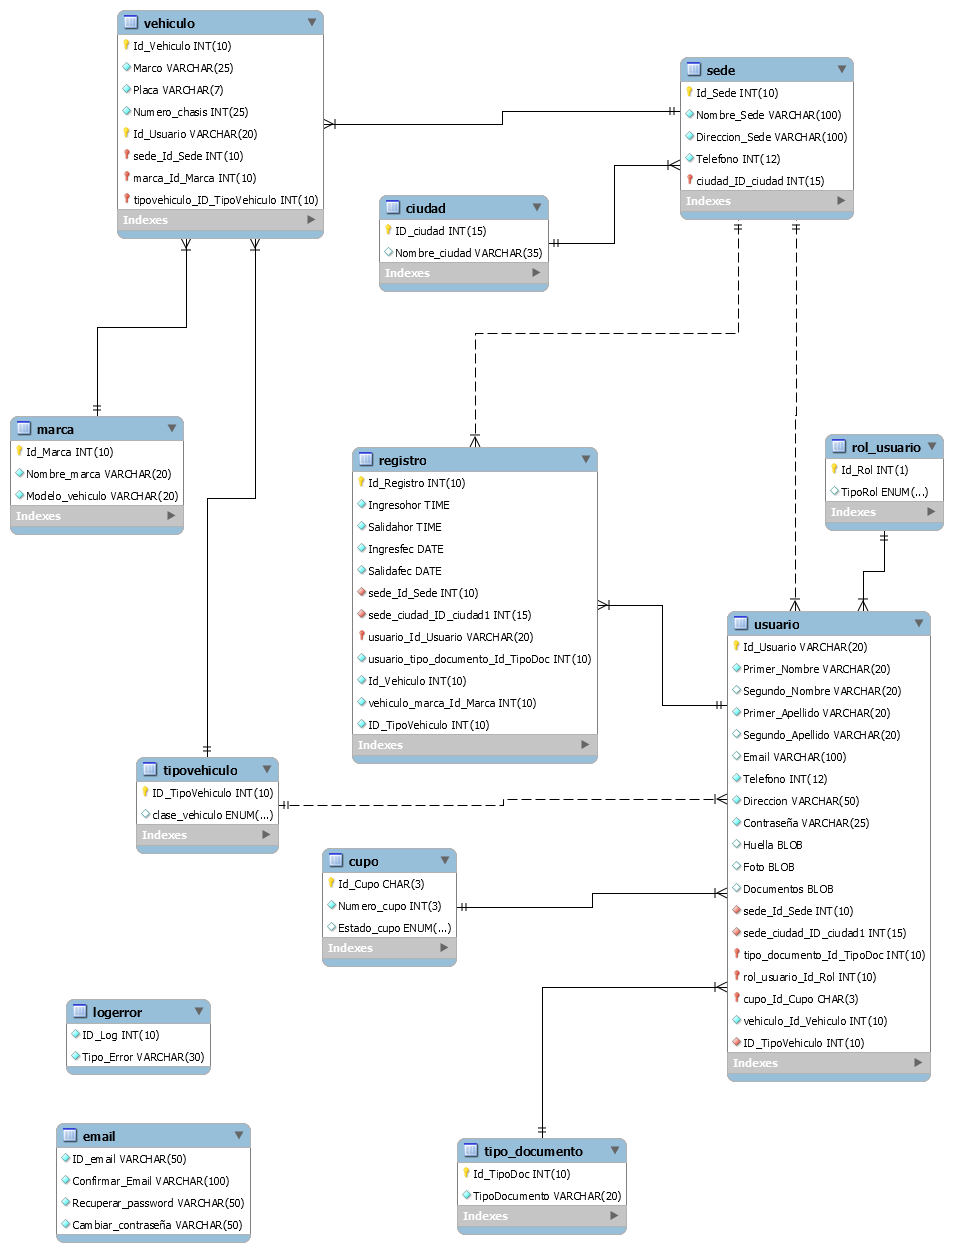 vehiculo
Id_Vehiculo INT(10)
Marco VARCHAR(25)
Placa VARCHAR(7)
Numero_chasis INT(25)
Id_Usuario VARCHAR(20)
sede_Id_Sede INT(10)
marca_Id_Marca INT(10)
tipovehiculo_ID_TipoVehiculo INT(10)
Indexes
sede
Id_Sede INT(10)
Nombre_Sede VARCHAR(100)
Direccion_Sede VARCHAR(100)
Telefono INT(12)
ciudad_ID_ciudad INT(15)
Indexes
ciudad
ID_ciudad INT(15)
Nombre_ciudad VARCHAR(35)
Indexes
marca
Id_Marca INT(10)
Nombre_marca VARCHAR(20)
Modelo_vehiculo VARCHAR(20)
Indexes
registro
Id_Registro INT(10)
Ingresohor TIME
Salidahor TIME
Ingresfec DATE
Salidafec DATE
sede_Id_Sede INT(10)
sede_ciudad_ID_ciudad1 INT(15)
usuario_Id_Usuario VARCHAR(20)
usuario_tipo_documento_Id_TipoDoc INT(10)
Id_Vehiculo INT(10)
vehiculo_marca_Id_Marca INT(10)
ID_TipoVehiculo INT(10)
Indexes
rol_usuario
Id_Rol INT(1)
TipoRol ENUM(...)
Indexes
usuario
Id_Usuario VARCHAR(20)
Primer_Nombre VARCHAR(20)
Segundo_Nombre VARCHAR(20)
Primer_Apellido VARCHAR(20)
Segundo_Apellido VARCHAR(20)
Email VARCHAR(100)
Telefono INT(12)
Direccion VARCHAR(50)
Contraseña VARCHAR(25)
Huella BLOB
Foto BLOB
Documentos BLOB
sede_Id_Sede INT(10)
sede_ciudad_ID_ciudad1 INT(15)
tipo_documento_Id_TipoDoc INT(10)
rol_usuario_Id_Rol INT(10)
cupo_Id_Cupo CHAR(3)
vehiculo_Id_Vehiculo INT(10)
ID_TipoVehiculo INT(10)
Indexes
tipovehiculo
ID_TipoVehiculo INT(10)
clase_vehiculo ENUM(...)
Indexes
cupo
Id_Cupo CHAR(3)
Numero_cupo INT(3)
Estado_cupo ENUM(...)
Indexes
logerror
ID_Log INT(10)
Tipo_Error VARCHAR(30)
email
ID_email VARCHAR(50)
Confirmar_Email VARCHAR(100)
Recuperar_password VARCHAR(50)
Cambiar_contraseña VARCHAR(50)
tipo_documento
Id_TipoDoc INT(10)
TipoDocumento VARCHAR(20)
Indexes